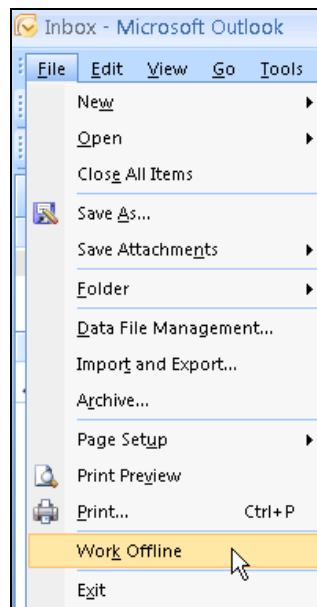 Inbox - Microsoft Outlook
File Edit View Go Tools
New
Open
Close All Items
Save As...
Save Attachments
Folder
Data File Management...
Import and Export...
Archive...
Page Setup
Print Preview
Print... Ctrl+P
Work Offline
Exit